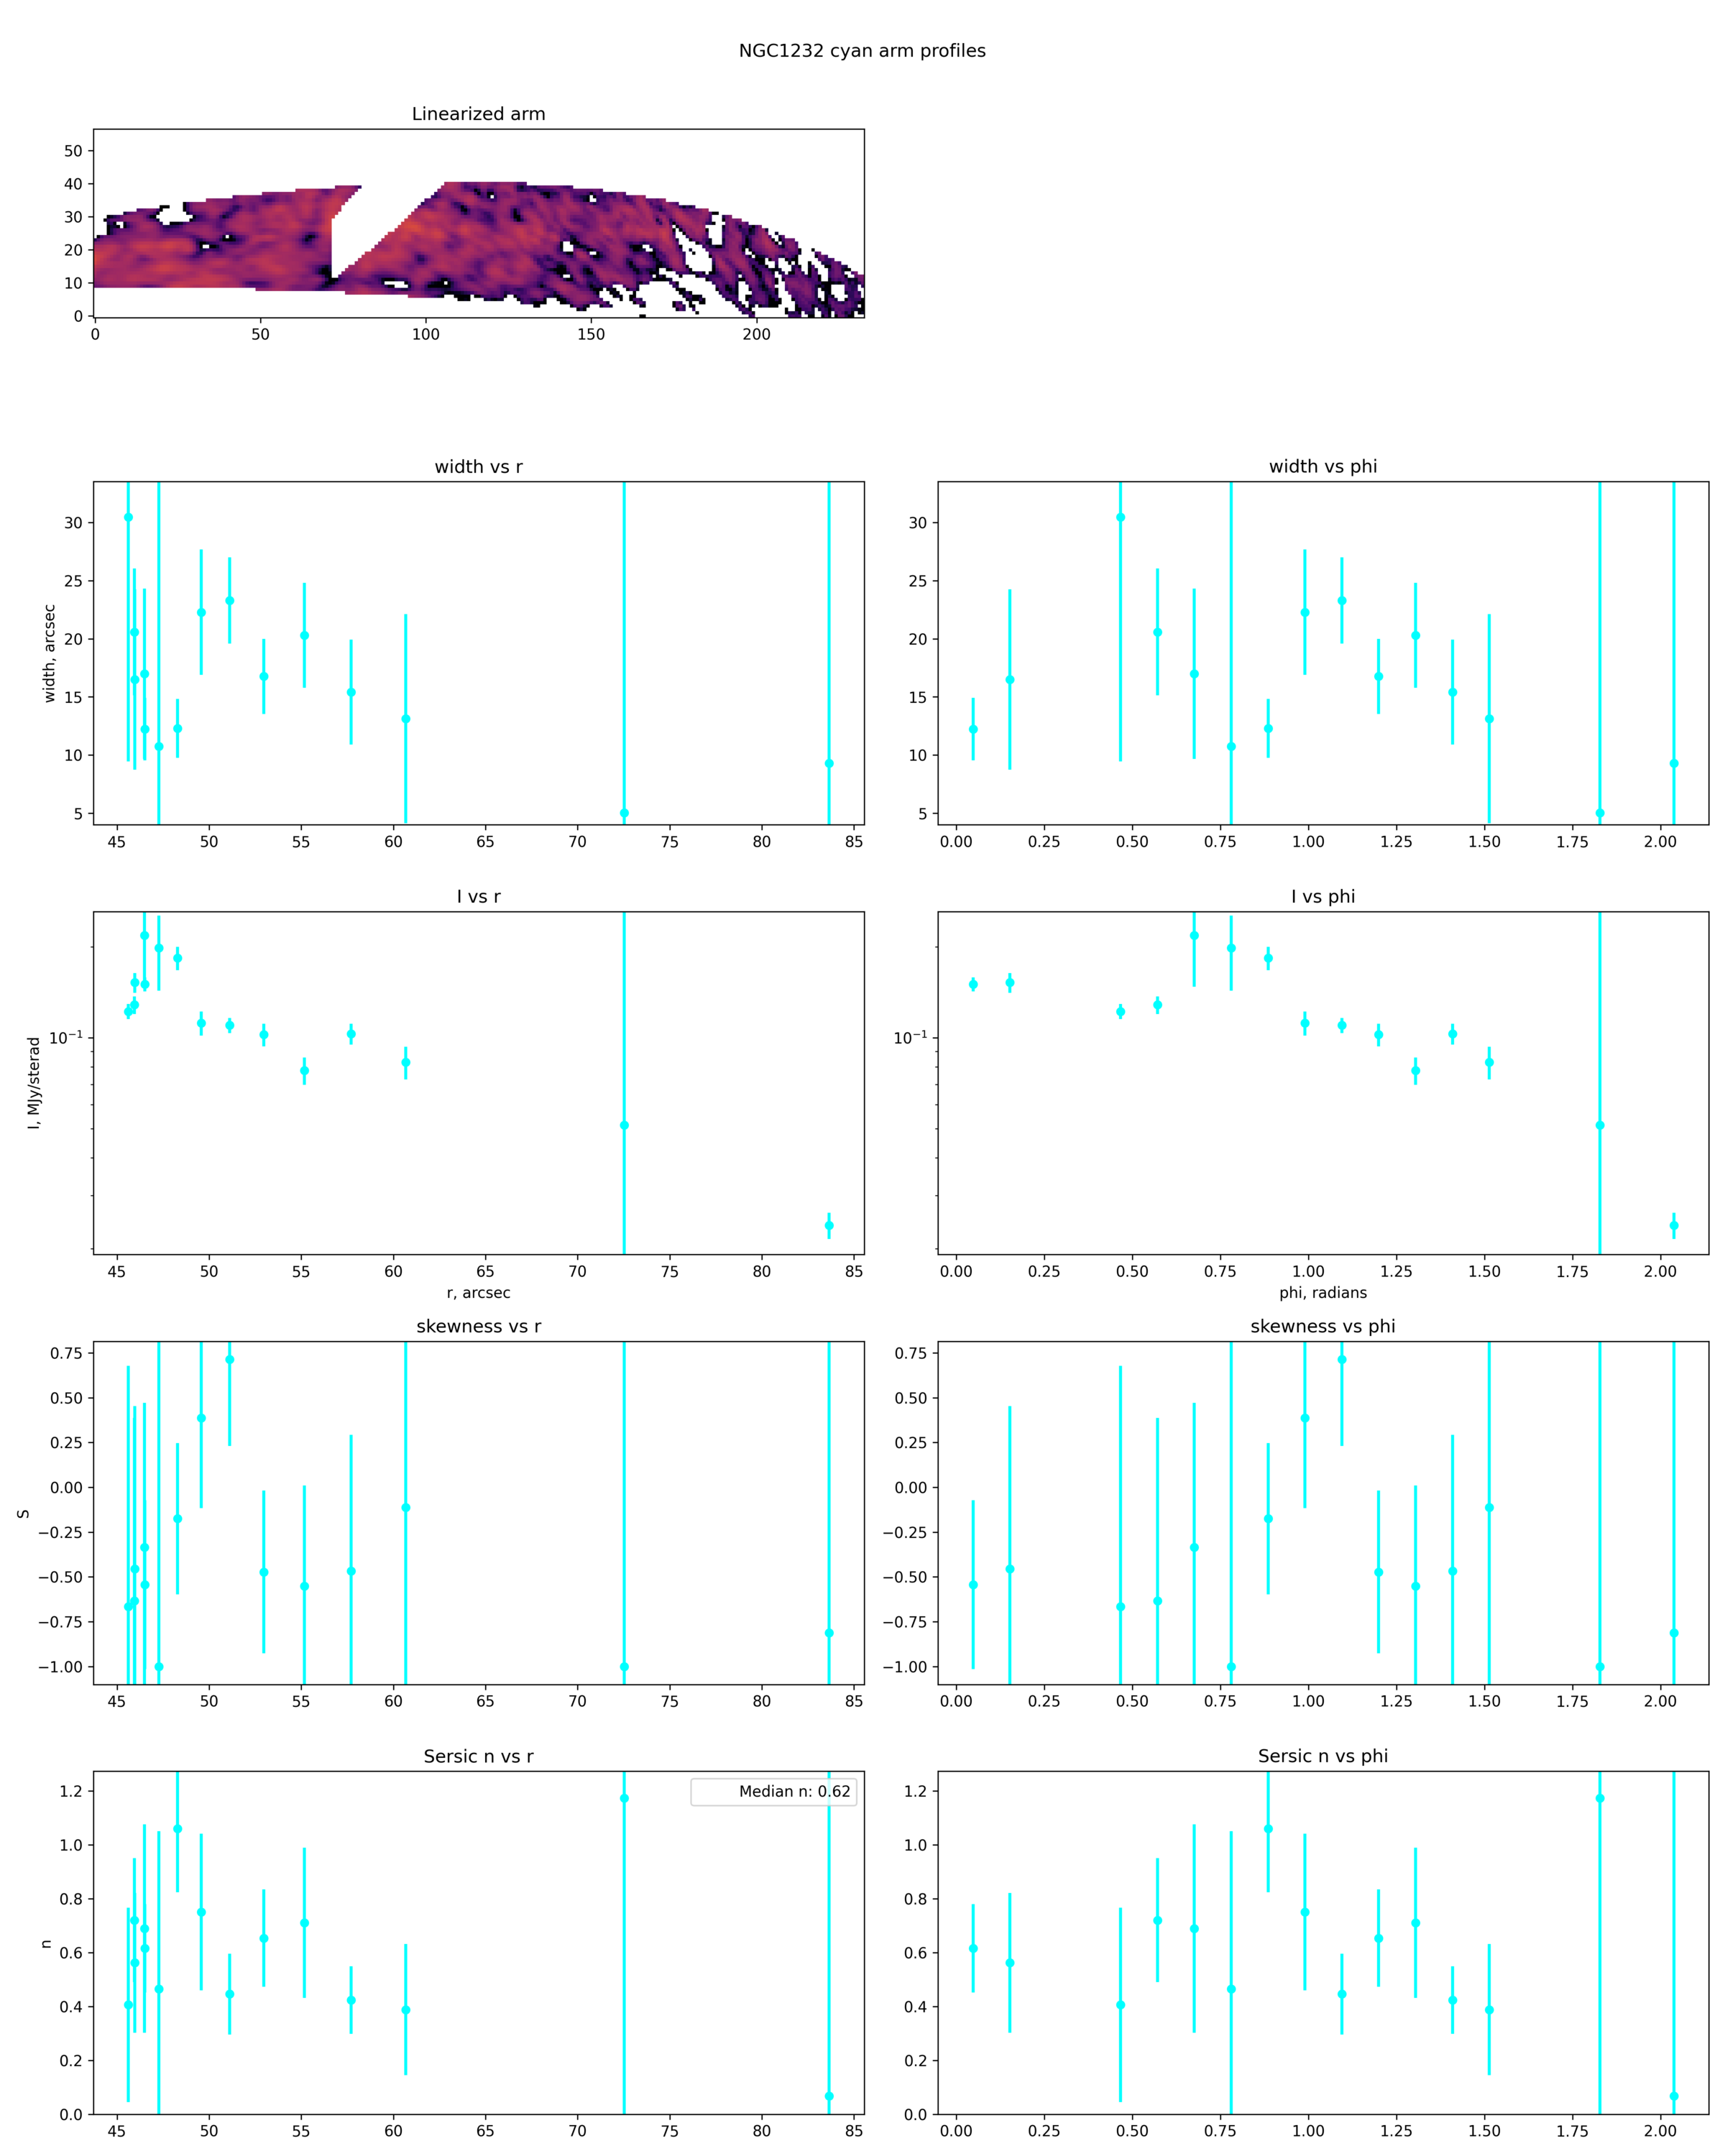 NGC1232 cyan arm profiles
Linearized arm
50
40
30
20
10
0
0 50 100 150 200
width vs r
width, arcsec
30
25
20
15
10
5
45 50 55 60 65 70 75 80 85
width vs phi
30
25
20
15
10
5
0.00 0.25 0.50 0.75 1.00 1.25 1.50 1.75 2.00
I vs r
I, MJy/sterad
10⁻¹
45 50 55 60 65 70 75 80 85
r, arcsec
I vs phi
10⁻¹
0.00 0.25 0.50 0.75 1.00 1.25 1.50 1.75 2.00
phi, radians
skewness vs r
S
0.75
0.50
0.25
0.00
−0.25
−0.50
−0.75
−1.00
45 50 55 60 65 70 75 80 85
skewness vs phi
0.75
0.50
0.25
0.00
−0.25
−0.50
−0.75
−1.00
0.00 0.25 0.50 0.75 1.00 1.25 1.50 1.75 2.00
Sersic n vs r
Median n: 0.62
n
1.2
1.0
0.8
0.6
0.4
0.2
0.0
45 50 55 60 65 70 75 80 85
Sersic n vs phi
1.2
1.0
0.8
0.6
0.4
0.2
0.0
0.00 0.25 0.50 0.75 1.00 1.25 1.50 1.75 2.00